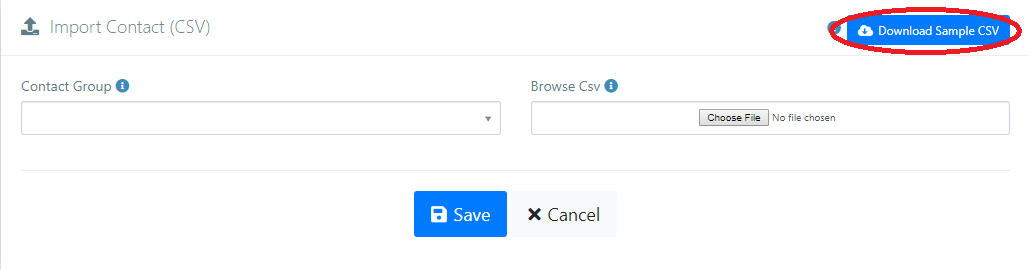 Import Contact (CSV)
Download Sample CSV
Contact Group
Browse Csv
Choose File No file chosen
Save
Cancel